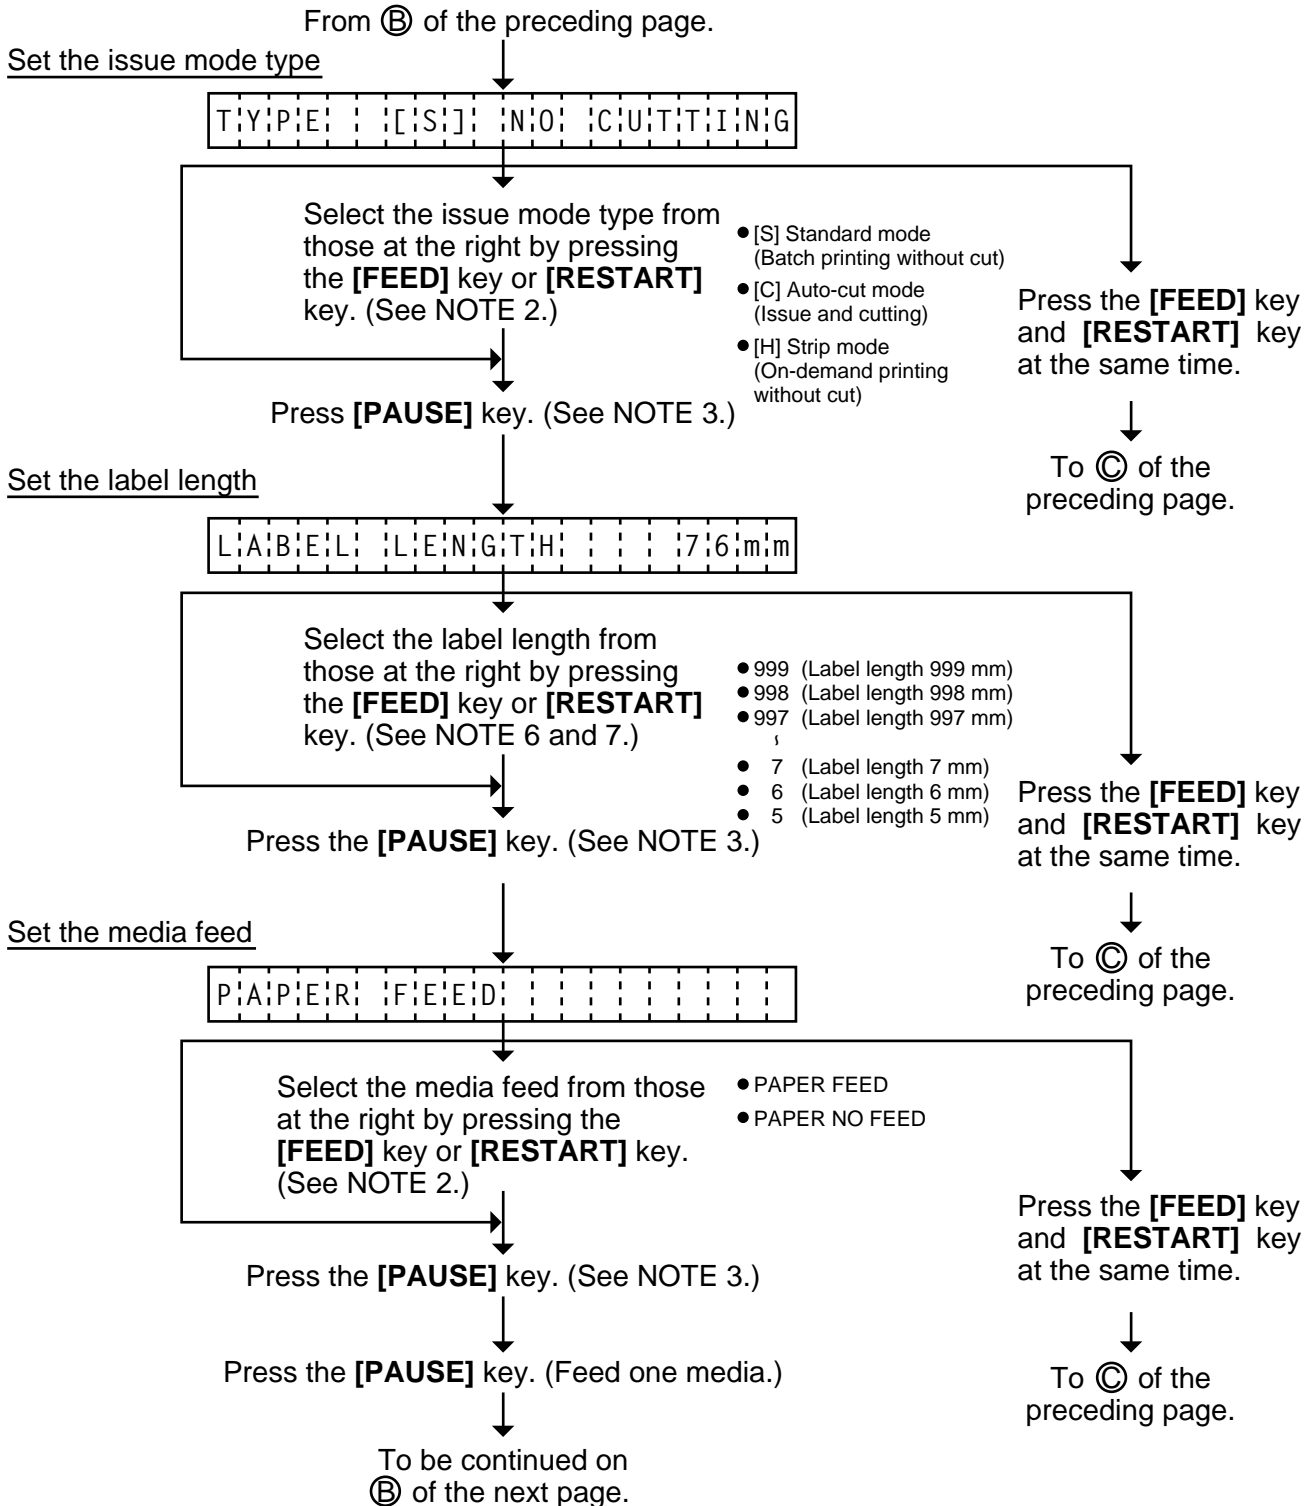 From Ⓑ of the preceding page.
Set the issue mode type
TYPE  [S] NO CUTTING
Select the issue mode type from
those at the right by pressing
the [FEED] key or [RESTART]
key. (See NOTE 2.)
● [S] Standard mode
(Batch printing without cut)
● [C] Auto-cut mode
(Issue and cutting)
● [H] Strip mode
(On-demand printing
without cut)
Press the [FEED] key
and [RESTART] key
at the same time.
Press [PAUSE] key. (See NOTE 3.)
To Ⓒ of the
preceding page.
Set the label length
LABEL LENGTH    76mm
Select the label length from
those at the right by pressing
the [FEED] key or [RESTART]
key. (See NOTE 6 and 7.)
● 999 (Label length 999 mm)
● 998 (Label length 998 mm)
● 997 (Label length 997 mm)
≀
● 7 (Label length 7 mm)
● 6 (Label length 6 mm)
● 5 (Label length 5 mm)
Press the [FEED] key
and [RESTART] key
at the same time.
Press the [PAUSE] key. (See NOTE 3.)
To Ⓒ of the
preceding page.
Set the media feed
PAPER FEED
Select the media feed from those
at the right by pressing the
[FEED] key or [RESTART] key.
(See NOTE 2.)
● PAPER FEED
● PAPER NO FEED
Press the [FEED] key
and [RESTART] key
at the same time.
Press the [PAUSE] key. (See NOTE 3.)
Press the [PAUSE] key. (Feed one media.)
To Ⓒ of the
preceding page.
To be continued on
Ⓑ of the next page.